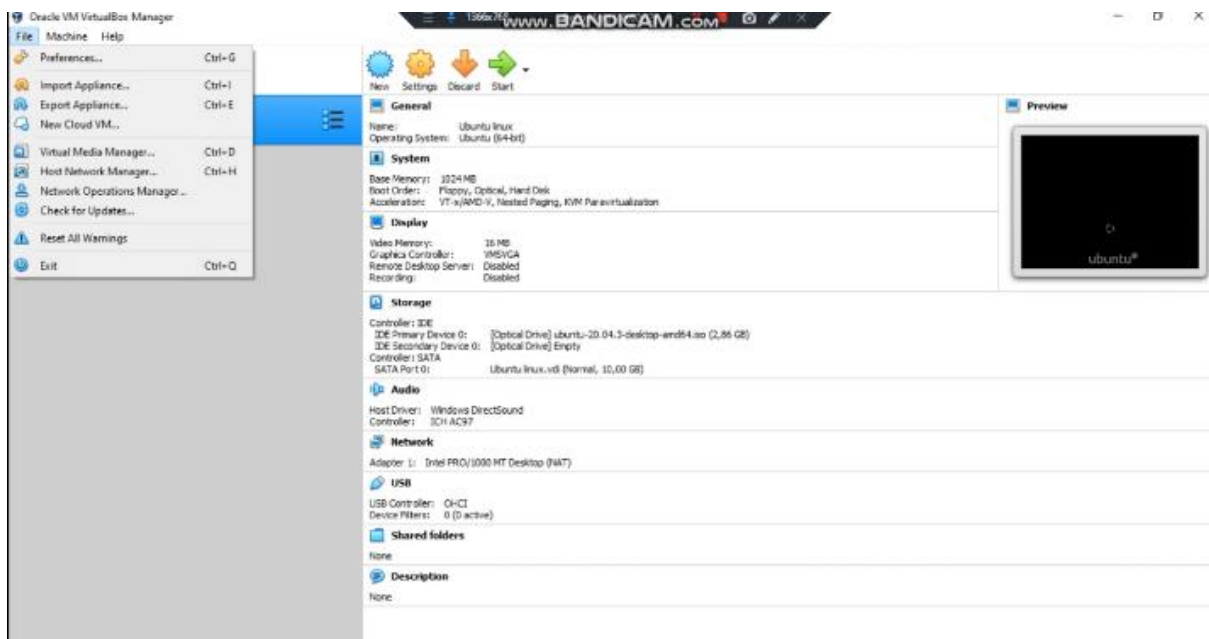 Oracle VM VirtualBox Manager
1366x768
www.BANDICAM.COM
File Machine Help
Preferences... Ctrl+G
Import Appliance... Ctrl+I
Export Appliance... Ctrl+E
New Cloud VM...
Virtual Media Manager... Ctrl+D
Host Network Manager... Ctrl+H
Network Operations Manager...
Check for Updates...
Reset All Warnings
Exit Ctrl+Q
New Settings Discard Start
General
Name: Ubuntu linux
Operating System: Ubuntu (64-bit)
System
Base Memory: 1024 MB
Boot Order: Floppy, Optical, Hard Disk
Acceleration: VT-x/AMD-V, Nested Paging, KVM Paravirtualization
Display
Video Memory: 16 MB
Graphics Controller: VMSVGA
Remote Desktop Server: Disabled
Recording: Disabled
Storage
Controller: IDE
IDE Primary Device 0: [Optical Drive] ubuntu-20.04.3-desktop-amd64.iso (2,86 GB)
IDE Secondary Device 0: [Optical Drive] Empty
Controller: SATA
SATA Port 0: Ubuntu linux.vdi (Normal, 10,00 GB)
Audio
Host Driver: Windows DirectSound
Controller: ICH AC97
Network
Adapter 1: Intel PRO/1000 MT Desktop (NAT)
USB
USB Controller: OHCI
Device Filters: 0 (0 active)
Shared folders
None
Description
None
Preview
ubuntu®